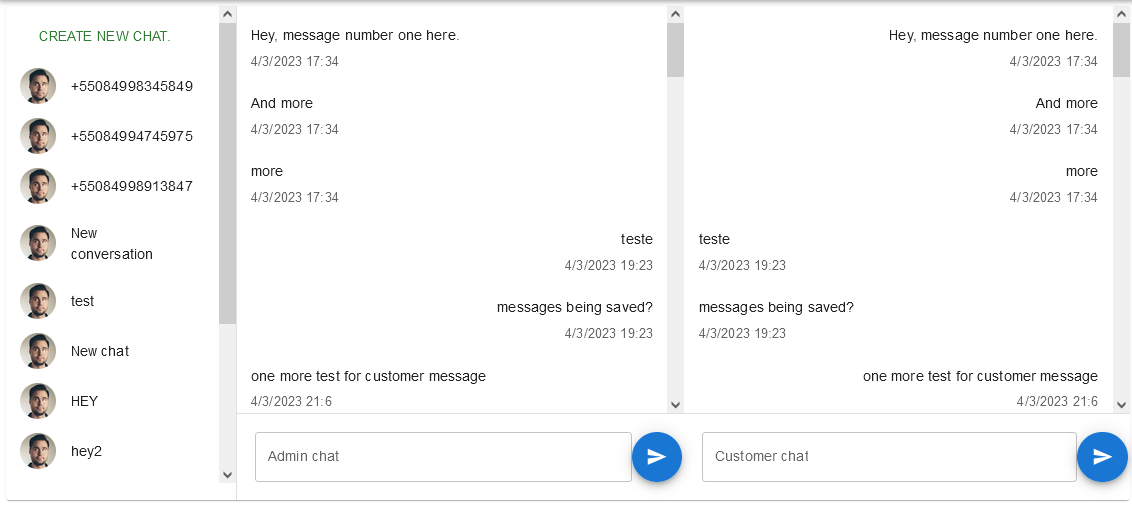 CREATE NEW CHAT.
+55084998345849
+55084994745975
+55084998913847
New
conversation
test
New chat
HEY
hey2
Hey, message number one here.
4/3/2023 17:34
And more
4/3/2023 17:34
more
4/3/2023 17:34
teste
4/3/2023 19:23
messages being saved?
4/3/2023 19:23
one more test for customer message
4/3/2023 21:6
Admin chat
Hey, message number one here.
4/3/2023 17:34
And more
4/3/2023 17:34
more
4/3/2023 17:34
teste
4/3/2023 19:23
messages being saved?
4/3/2023 19:23
one more test for customer message
4/3/2023 21:6
Customer chat